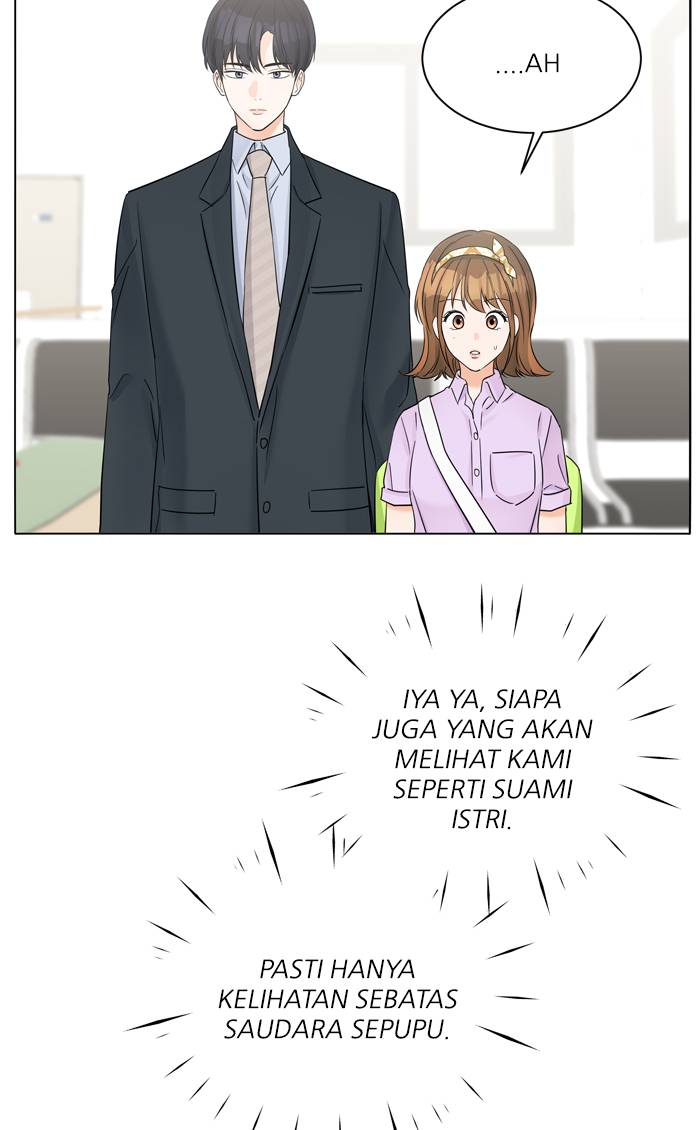 ....AH
IYA YA, SIAPA
JUGA YANG AKAN
MELIHAT KAMI
SEPERTI SUAMI
ISTRI.
PASTI HANYA
KELIHATAN SEBATAS
SAUDARA SEPUPU.